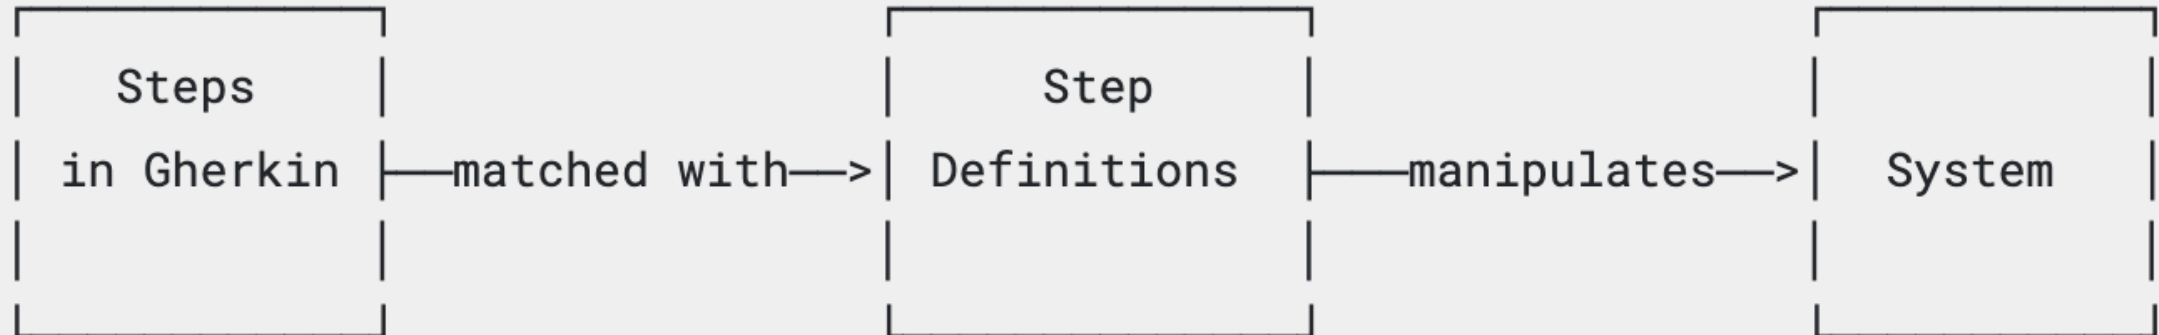 Steps
in Gherkin
matched with
Step
Definitions
manipulates
System